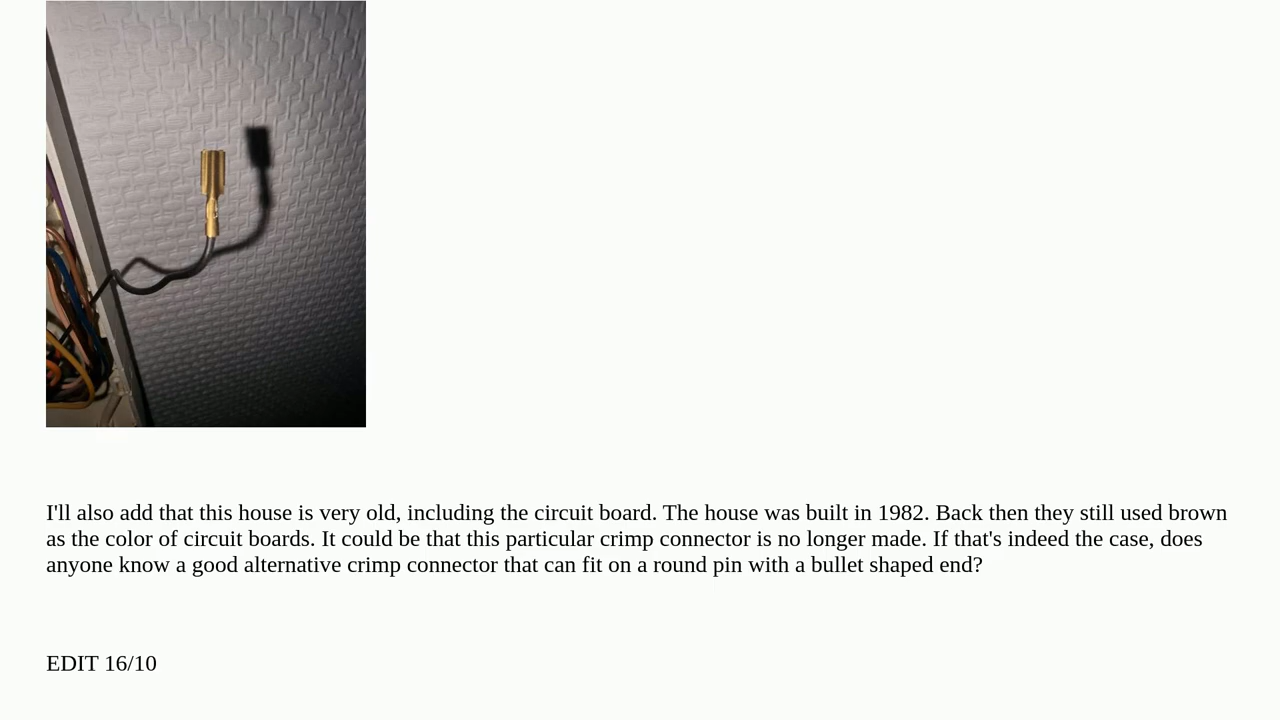 I'll also add that this house is very old, including the circuit board. The house was built in 1982. Back then they still used brown
as the color of circuit boards. It could be that this particular crimp connector is no longer made. If that's indeed the case, does
anyone know a good alternative crimp connector that can fit on a round pin with a bullet shaped end?
EDIT 16/10